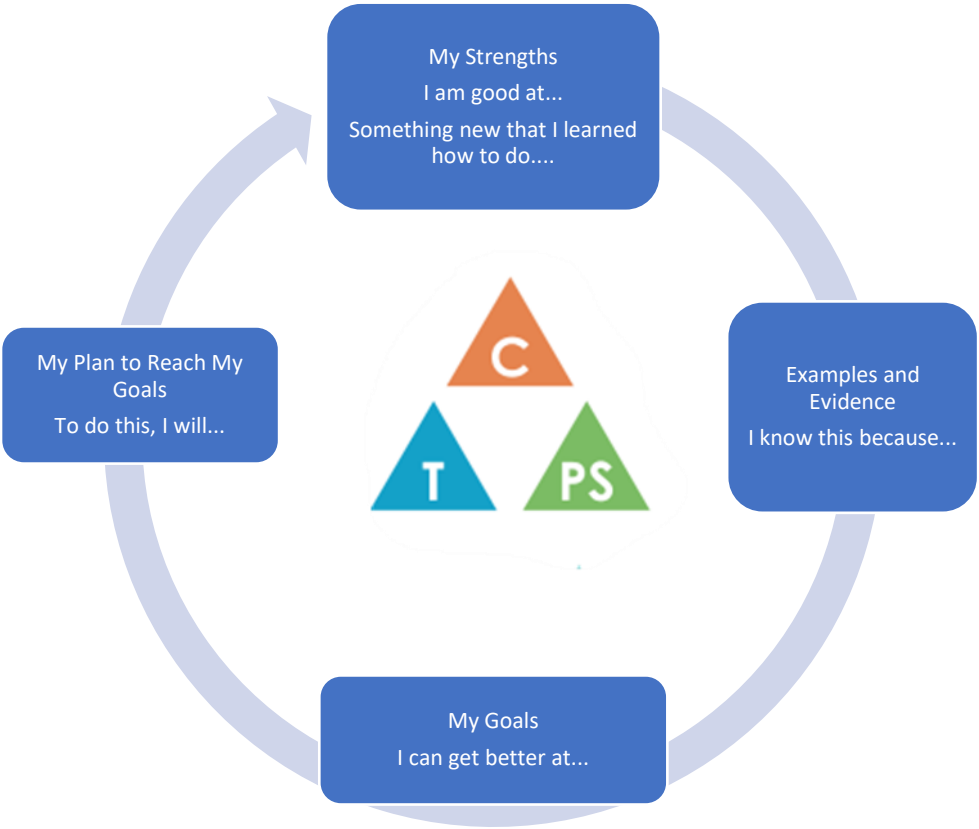 My Strengths
I am good at...
Something new that I learned
how to do....
Examples and
Evidence
I know this because...
My Goals
I can get better at...
My Plan to Reach My
Goals
To do this, I will...
C
T
PS